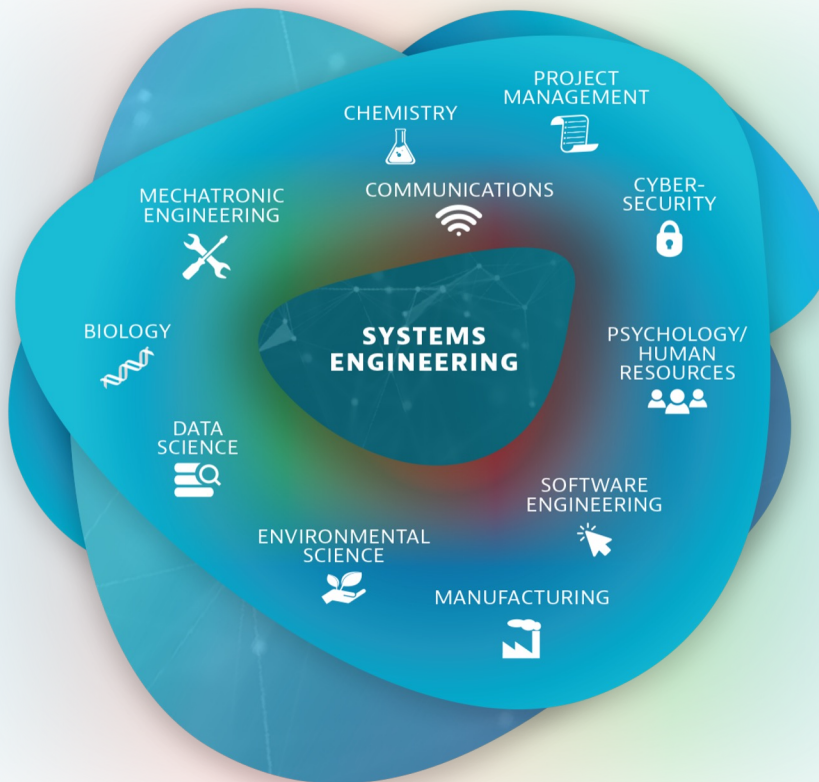 PROJECT
MANAGEMENT
CHEMISTRY
COMMUNICATIONS
CYBER-
SECURITY
MECHATRONIC
ENGINEERING
SYSTEMS
ENGINEERING
BIOLOGY
PSYCHOLOGY/
HUMAN
RESOURCES
DATA
SCIENCE
SOFTWARE
ENGINEERING
ENVIRONMENTAL
SCIENCE
MANUFACTURING